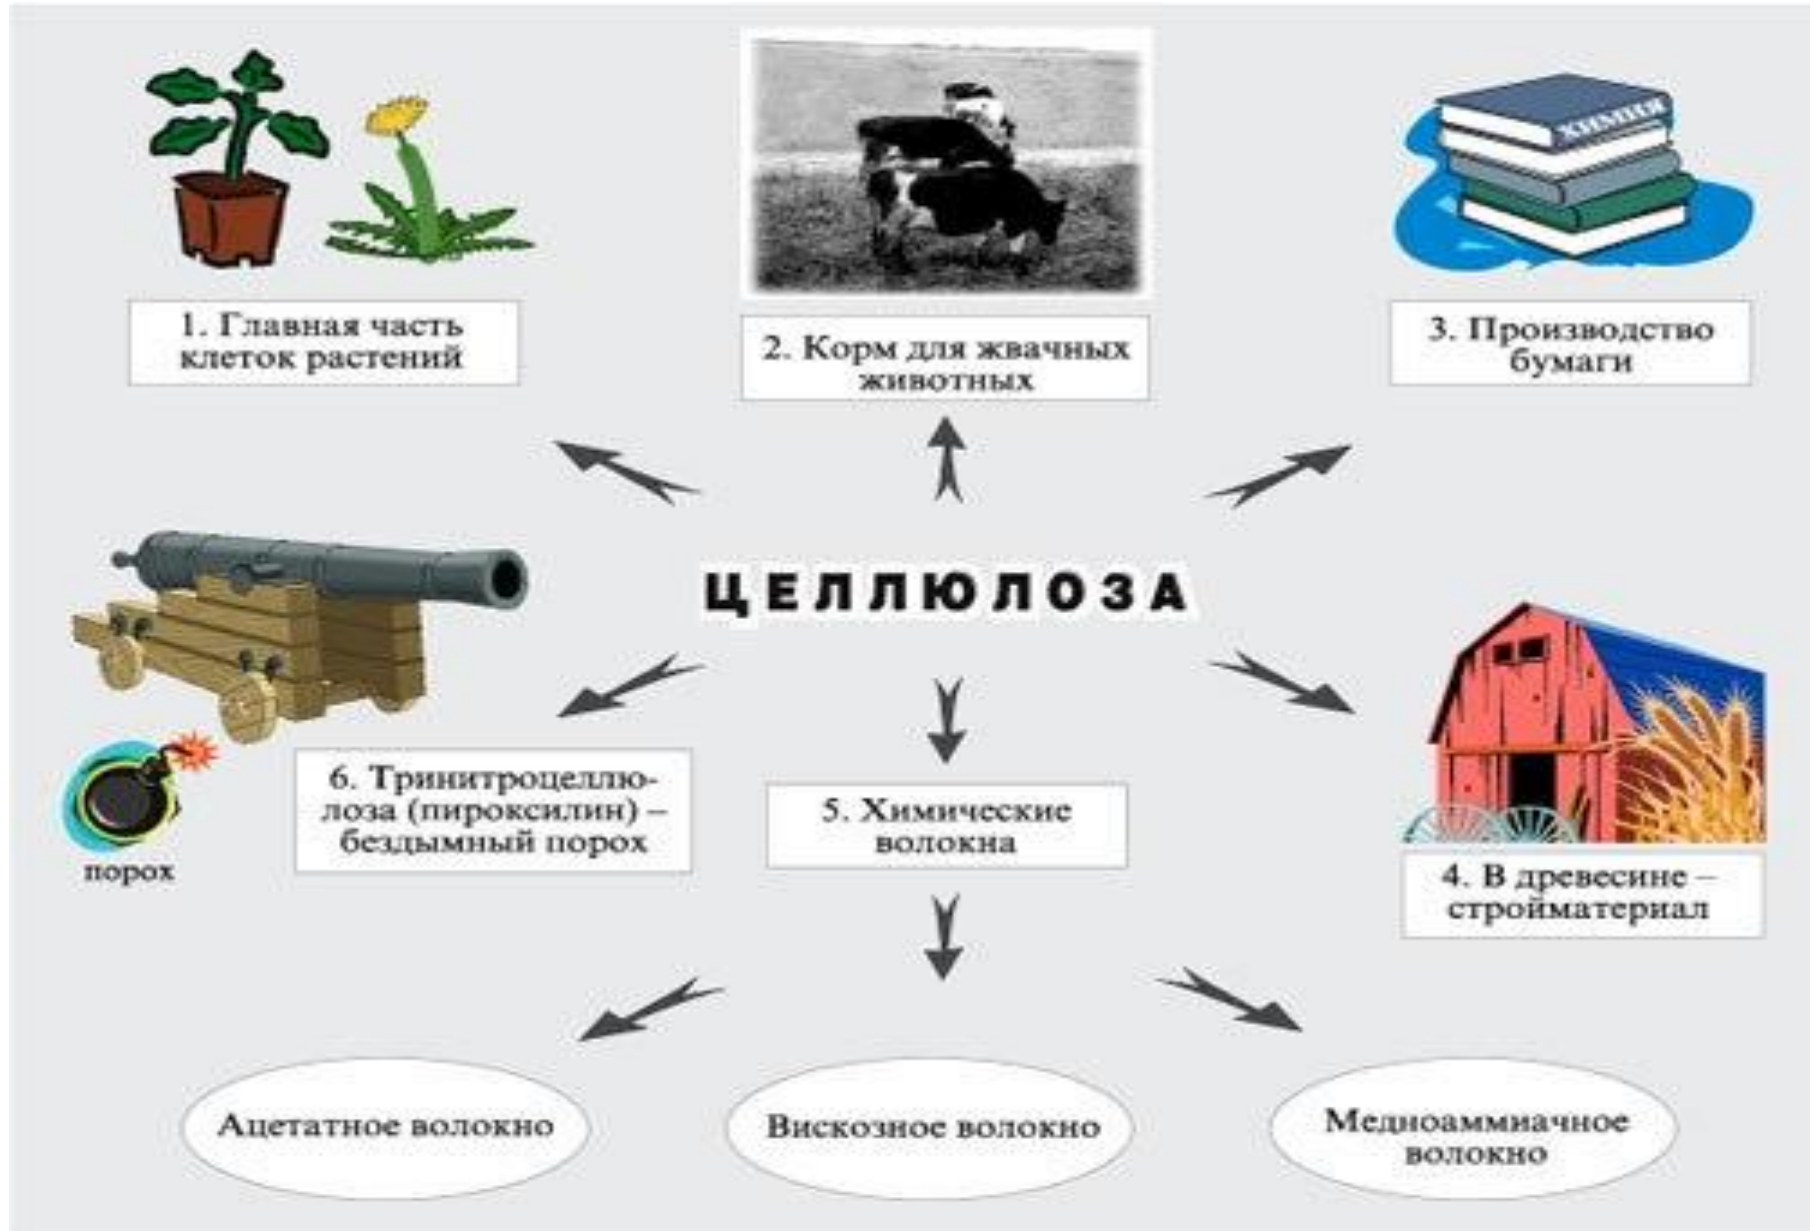 ХИМИЯ
1. Главная часть
клеток растений
2. Корм для жвачных
животных
3. Производство
бумаги
ЦЕЛЛЮЛОЗА
6. Тринитроцеллю-
лоза (пироксилин) –
бездымный порох
порох
5. Химические
волокна
4. В древесине –
стройматериал
Ацетатное волокно
Вискозное волокно
Медноаммиачное
волокно